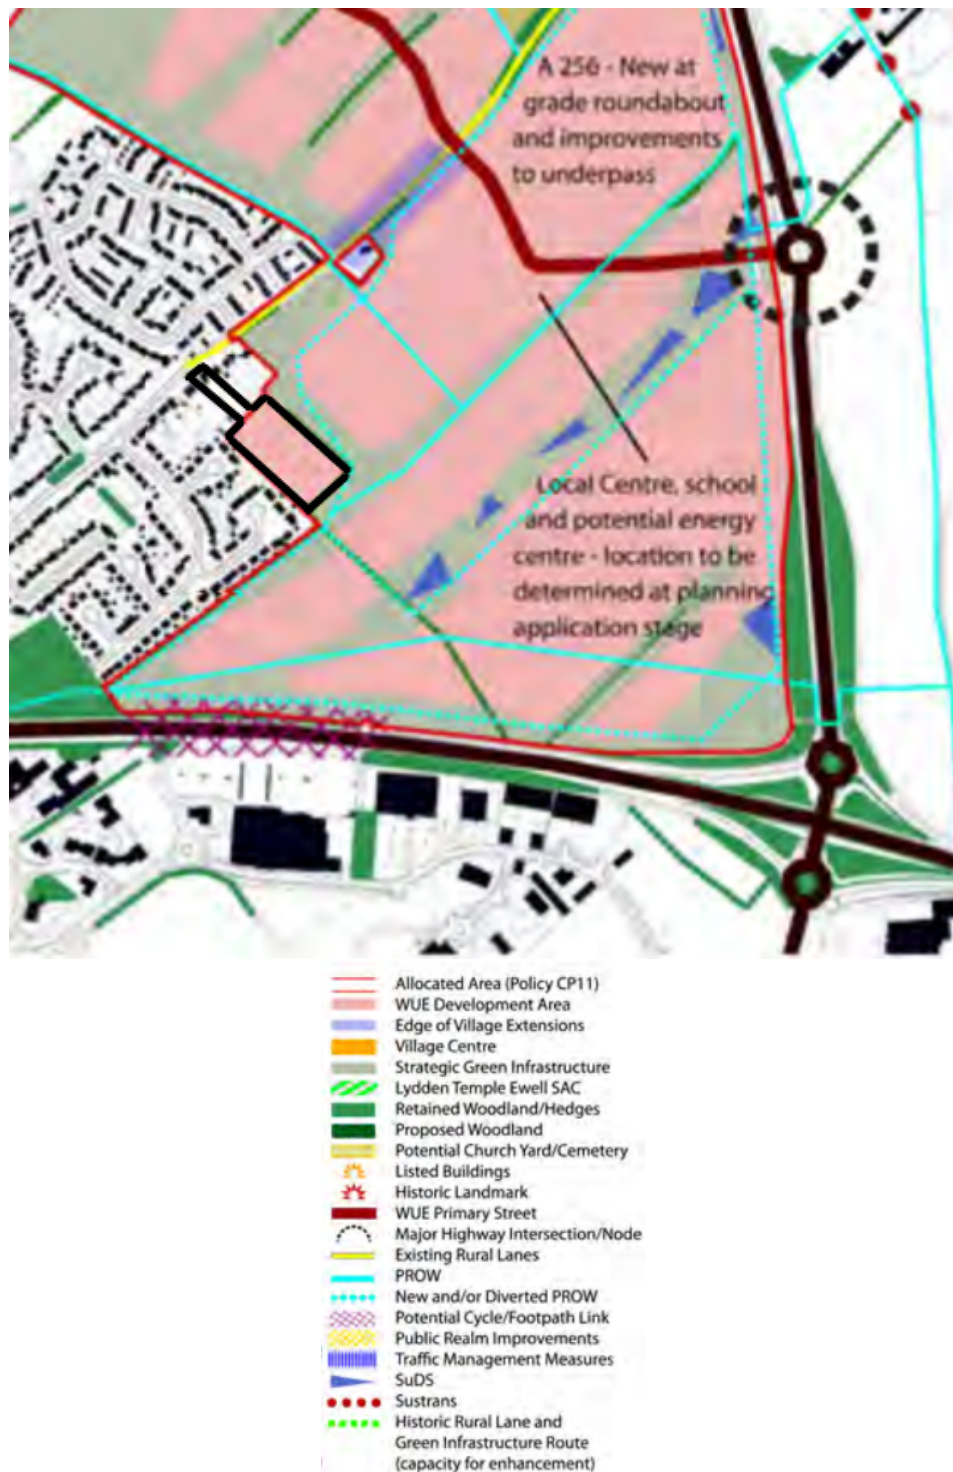 A 256 - New at
grade roundabout
and improvements
to underpass
Local Centre, school
and potential energy
centre - location to be
determined at planning
application stage
Allocated Area (Policy CP11)
WUE Development Area
Edge of Village Extensions
Village Centre
Strategic Green Infrastructure
Lydden Temple Ewell SAC
Retained Woodland/Hedges
Proposed Woodland
Potential Church Yard/Cemetery
Listed Buildings
Historic Landmark
WUE Primary Street
Major Highway Intersection/Node
Existing Rural Lanes
PROW
New and/or Diverted PROW
Potential Cycle/Footpath Link
Public Realm Improvements
Traffic Management Measures
SuDS
Sustrans
Historic Rural Lane and
Green Infrastructure Route
(capacity for enhancement)